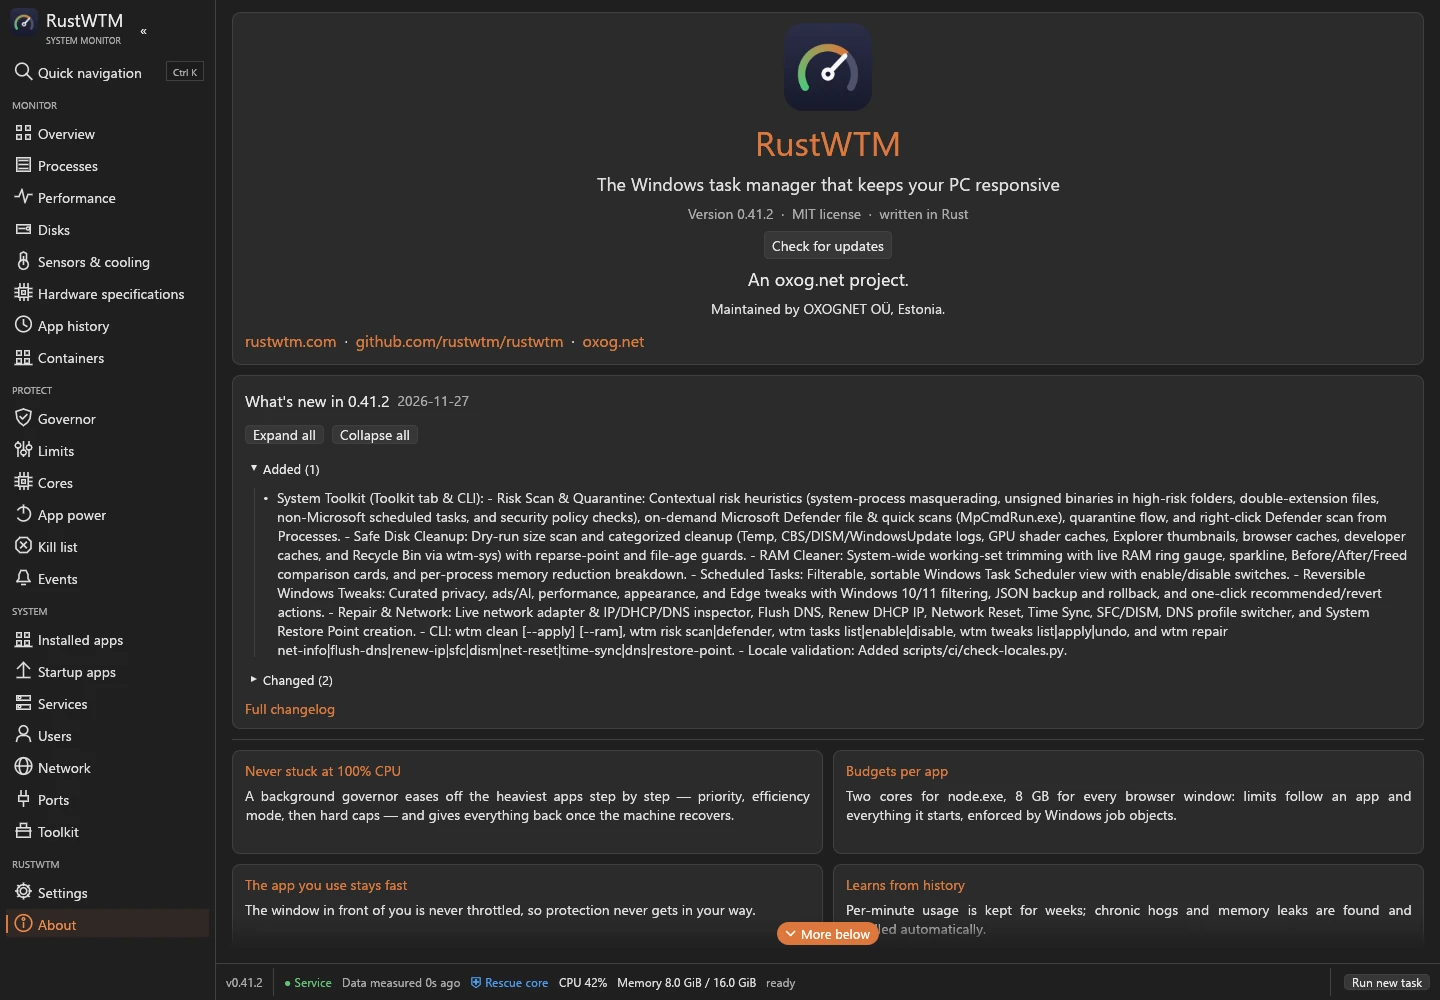 RustWTM
SYSTEM MONITOR
«
Quick navigation
Ctrl K
MONITOR
Overview
Processes
Performance
Disks
Sensors & cooling
Hardware specifications
App history
Containers
PROTECT
Governor
Limits
Cores
App power
Kill list
Events
SYSTEM
Installed apps
Startup apps
Services
Users
Network
Ports
Toolkit
RUSTWTM
Settings
About
RustWTM
The Windows task manager that keeps your PC responsive
Version 0.41.2 · MIT license · written in Rust
Check for updates
An oxog.net project.
Maintained by OXOGNET OÜ, Estonia.
rustwtm.com · github.com/rustwtm/rustwtm · oxog.net
What's new in 0.41.2 2026-11-27
Expand all
Collapse all
Added (1)
• System Toolkit (Toolkit tab & CLI): - Risk Scan & Quarantine: Contextual risk heuristics (system-process masquerading, unsigned binaries in high-risk folders, double-extension files,
non-Microsoft scheduled tasks, and security policy checks), on-demand Microsoft Defender file & quick scans (MpCmdRun.exe), quarantine flow, and right-click Defender scan from
Processes. - Safe Disk Cleanup: Dry-run size scan and categorized cleanup (Temp, CBS/DISM/WindowsUpdate logs, GPU shader caches, Explorer thumbnails, browser caches, developer
caches, and Recycle Bin via wtm-sys) with reparse-point and file-age guards. - RAM Cleaner: System-wide working-set trimming with live RAM ring gauge, sparkline, Before/After/Freed
comparison cards, and per-process memory reduction breakdown. - Scheduled Tasks: Filterable, sortable Windows Task Scheduler view with enable/disable switches. - Reversible
Windows Tweaks: Curated privacy, ads/AI, performance, appearance, and Edge tweaks with Windows 10/11 filtering, JSON backup and rollback, and one-click recommended/revert
actions. - Repair & Network: Live network adapter & IP/DHCP/DNS inspector, Flush DNS, Renew DHCP IP, Network Reset, Time Sync, SFC/DISM, DNS profile switcher, and System
Restore Point creation. - CLI: wtm clean [--apply] [--ram], wtm risk scan|defender, wtm tasks list|enable|disable, wtm tweaks list|apply|undo, and wtm repair
net-info|flush-dns|renew-ip|sfc|dism|net-reset|time-sync|dns|restore-point. - Locale validation: Added scripts/ci/check-locales.py.
Changed (2)
Full changelog
Never stuck at 100% CPU
A background governor eases off the heaviest apps step by step — priority, efficiency
mode, then hard caps — and gives everything back once the machine recovers.
Budgets per app
Two cores for node.exe, 8 GB for every browser window: limits follow an app and
everything it starts, enforced by Windows job objects.
The app you use stays fast
The window in front of you is never throttled, so protection never gets in your way.
Learns from history
Per-minute usage is kept for weeks; chronic hogs and memory leaks are found and
automatically.
More below
v0.41.2
Service
Data measured 0s ago
Rescue core
CPU 42%
Memory 8.0 GiB / 16.0 GiB
ready
Run new task